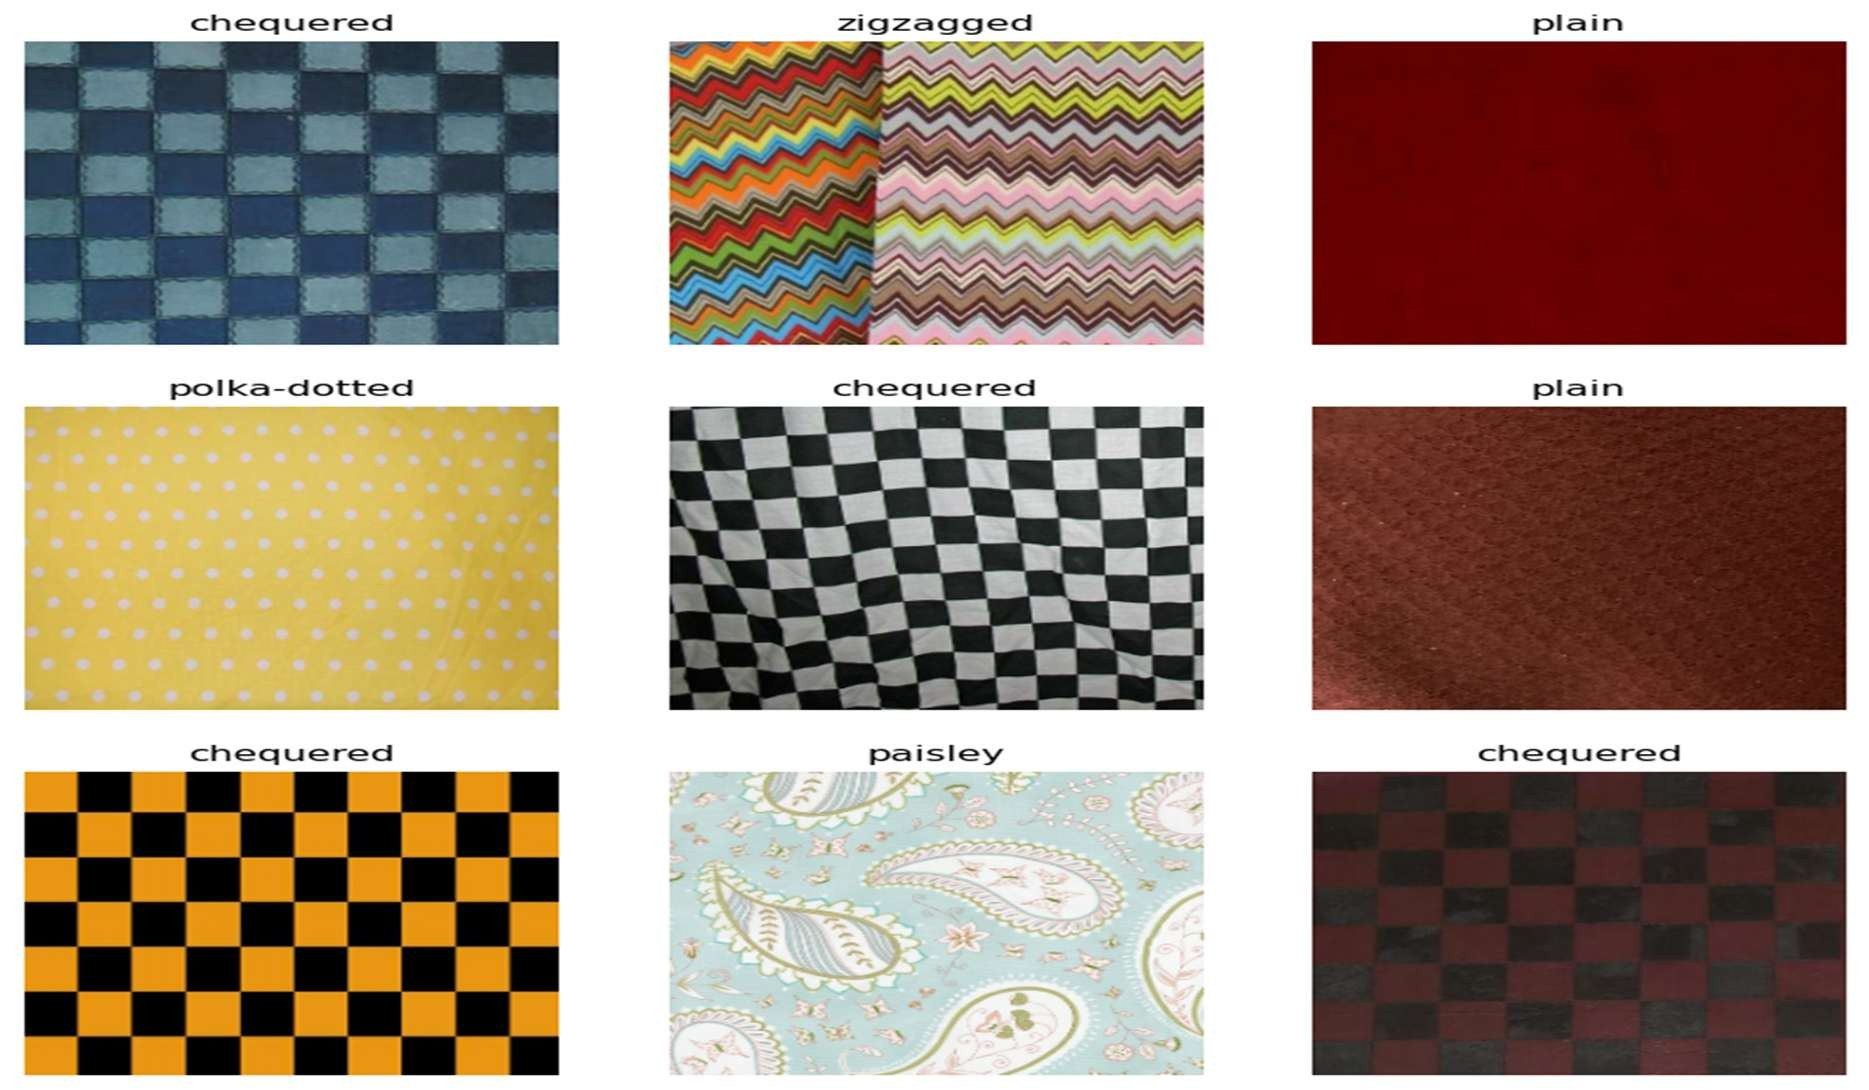 chequered
zigzagged
plain
polka-dotted
chequered
plain
chequered
paisley
chequered